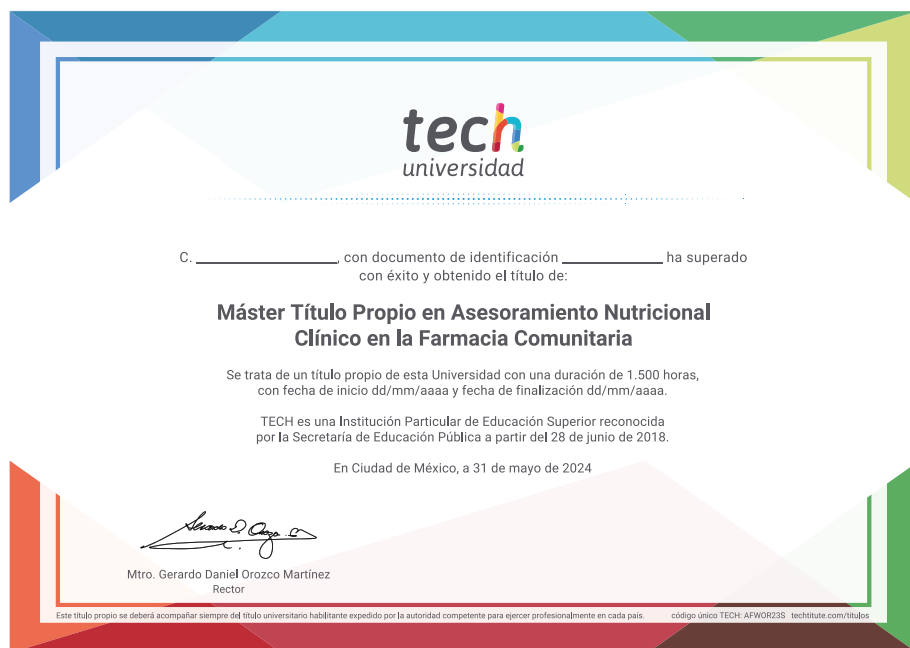 tech
universidad
C. ____________, con documento de identificación ____________ ha superado
con éxito y obtenido el título de:
Máster Título Propio en Asesoramiento Nutricional
Clínico en la Farmacia Comunitaria
Se trata de un título propio de esta Universidad con una duración de 1.500 horas,
con fecha de inicio dd/mm/aaaa y fecha de finalización dd/mm/aaaa.
TECH es una Institución Particular de Educación Superior reconocida
por la Secretaría de Educación Pública a partir del 28 de junio de 2018.
En Ciudad de México, a 31 de mayo de 2024
Mtro. Gerardo Daniel Orozco Martínez
Rector
Este título propio se deberá acompañar siempre del título universitario habilitante expedido por la autoridad competente para ejercer profesionalmente en cada país. código único TECH: AFWOR23S techtitute.com/titulos